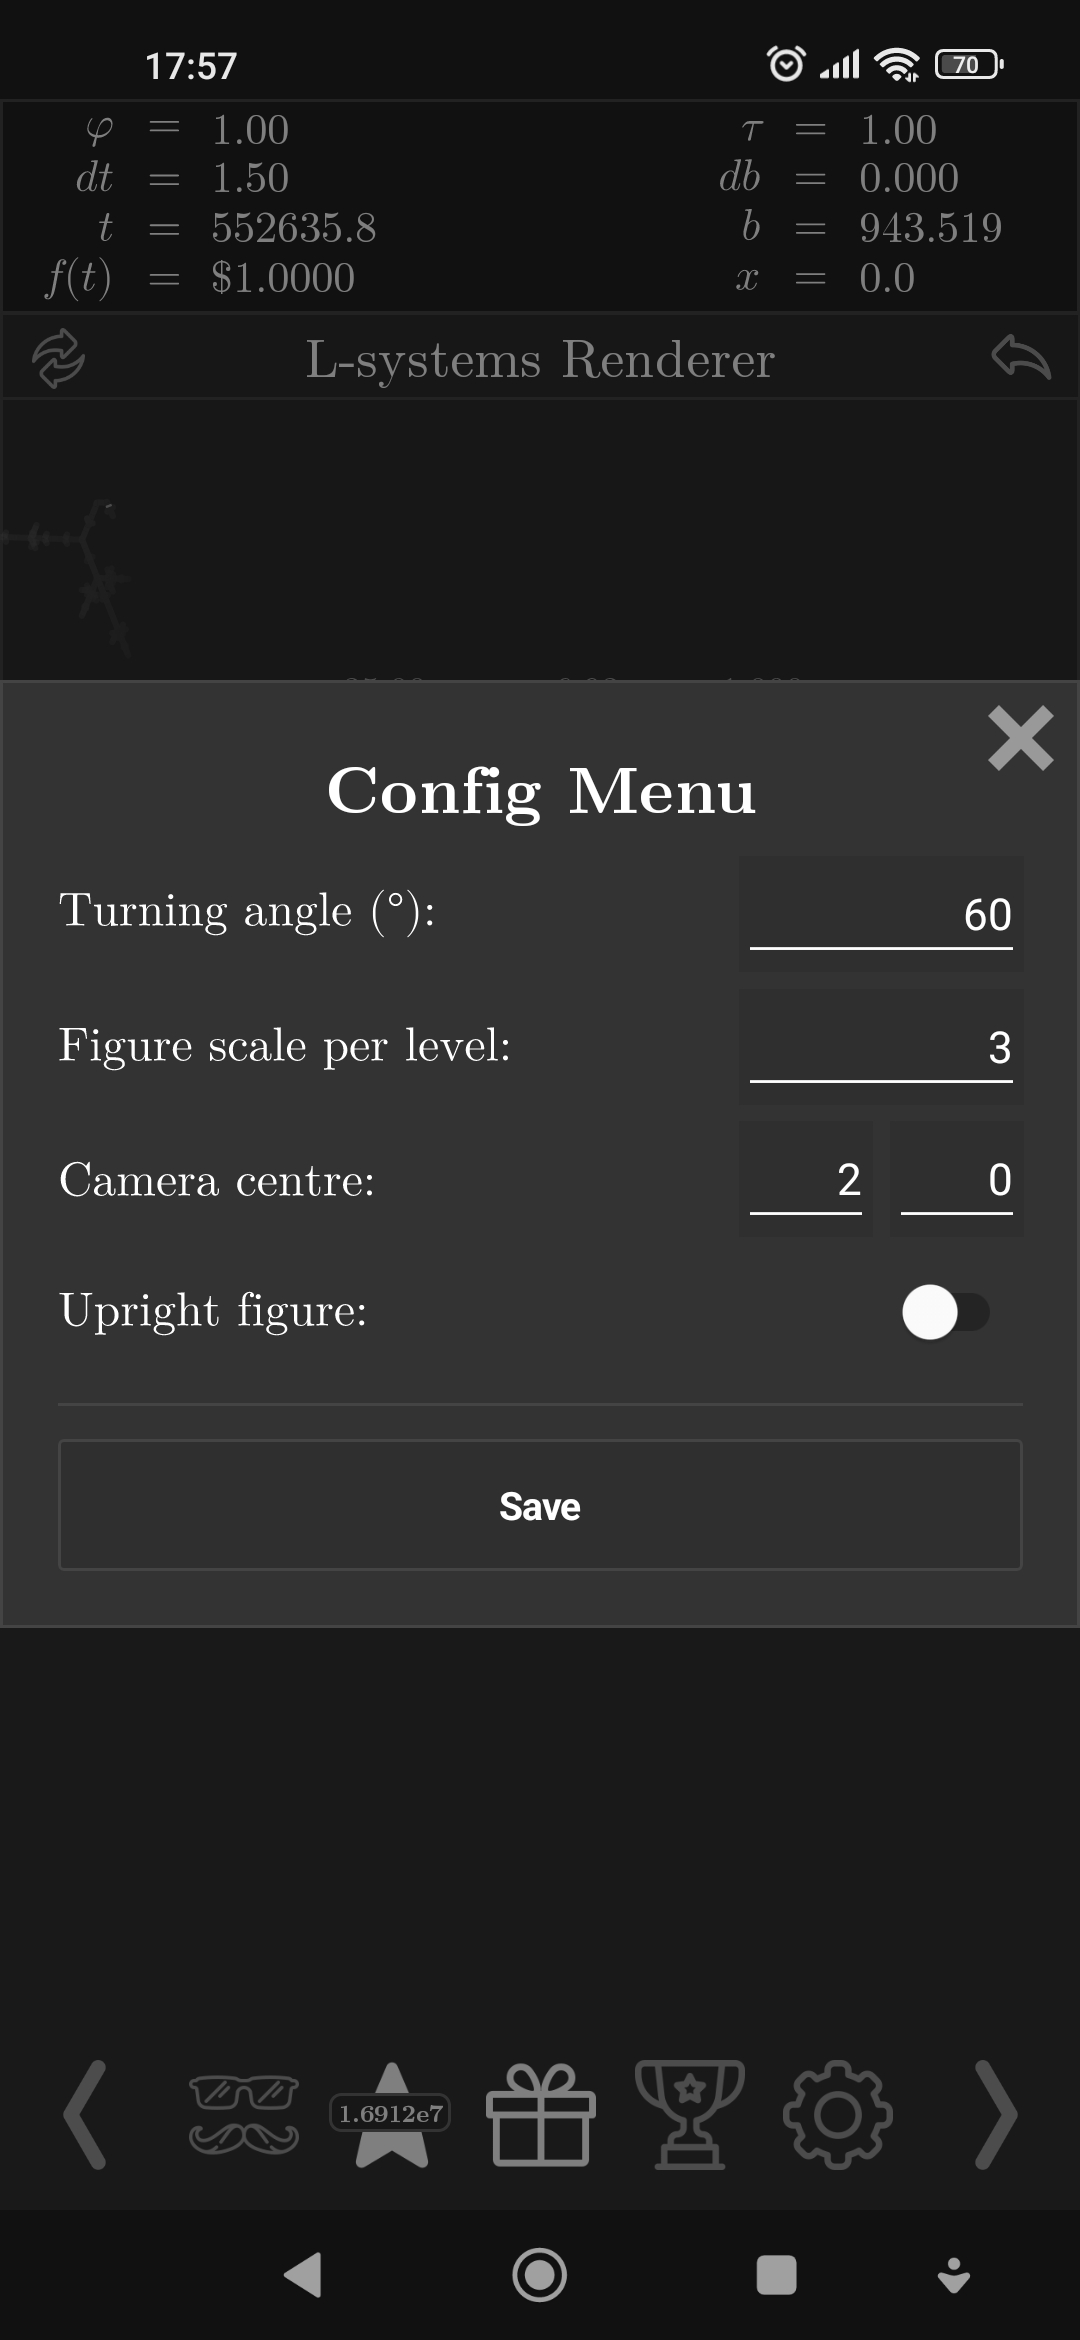 17:57 70
φ = 1.00 τ = 1.00
dt = 1.50 db = 0.000
t = 552635.8 b = 943.519
f(t) = $1.0000 x = 0.0
L-systems Renderer
Config Menu
Turning angle (°): 60
Figure scale per level: 3
Camera centre: 2 0
Upright figure:
Save
1.6912e7